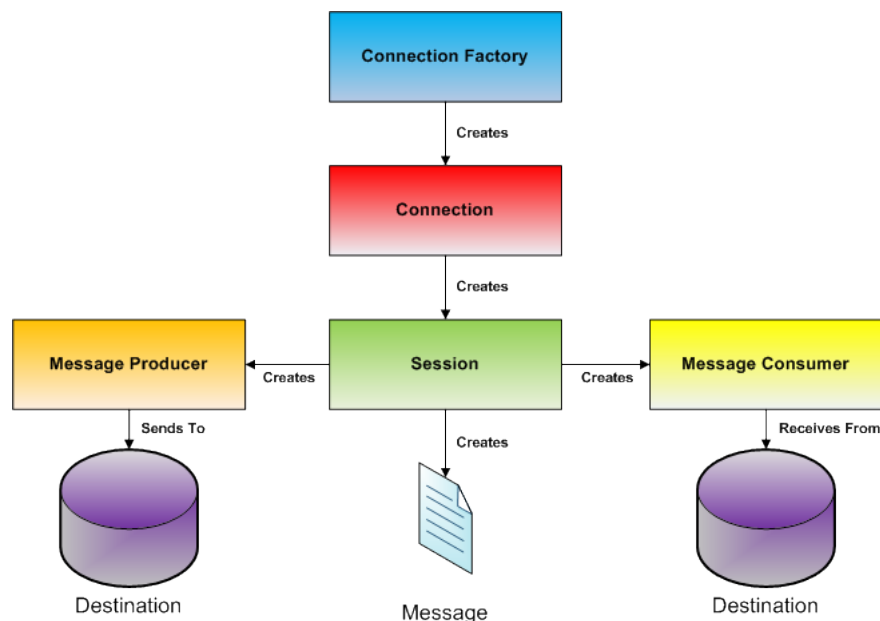 Connection Factory
Creates
Connection
Creates
Message Producer
Creates
Session
Creates
Message Consumer
Sends To
Creates
Receives From
Destination
Message
Destination